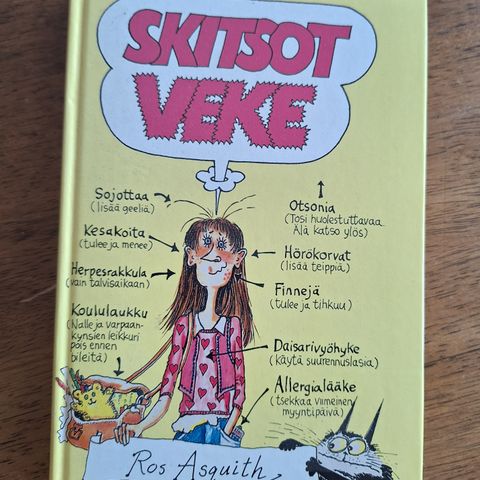 SKITSOT
VEKE
Sojottaa
(lisää geeliä)
Kesakoita
(tulee ja menee)
Herpesrakkula
(vain talvisaikaan)
Koululaukku
(Nalle ja varpaan-
kynsien leikkuri
pois ennen
bileitä)
Otsonia
(Tosi huolestuttavaa.
Älä katso ylös)
Hörökorvat
(lisää teippiä)
Finnejä
(tulee ja tihkuu)
Daisarivyöhyke
(käytä suurennuslasia)
Allergialääke
(tsekkaa viimeinen
myyntipäivä)
Ros Asquith